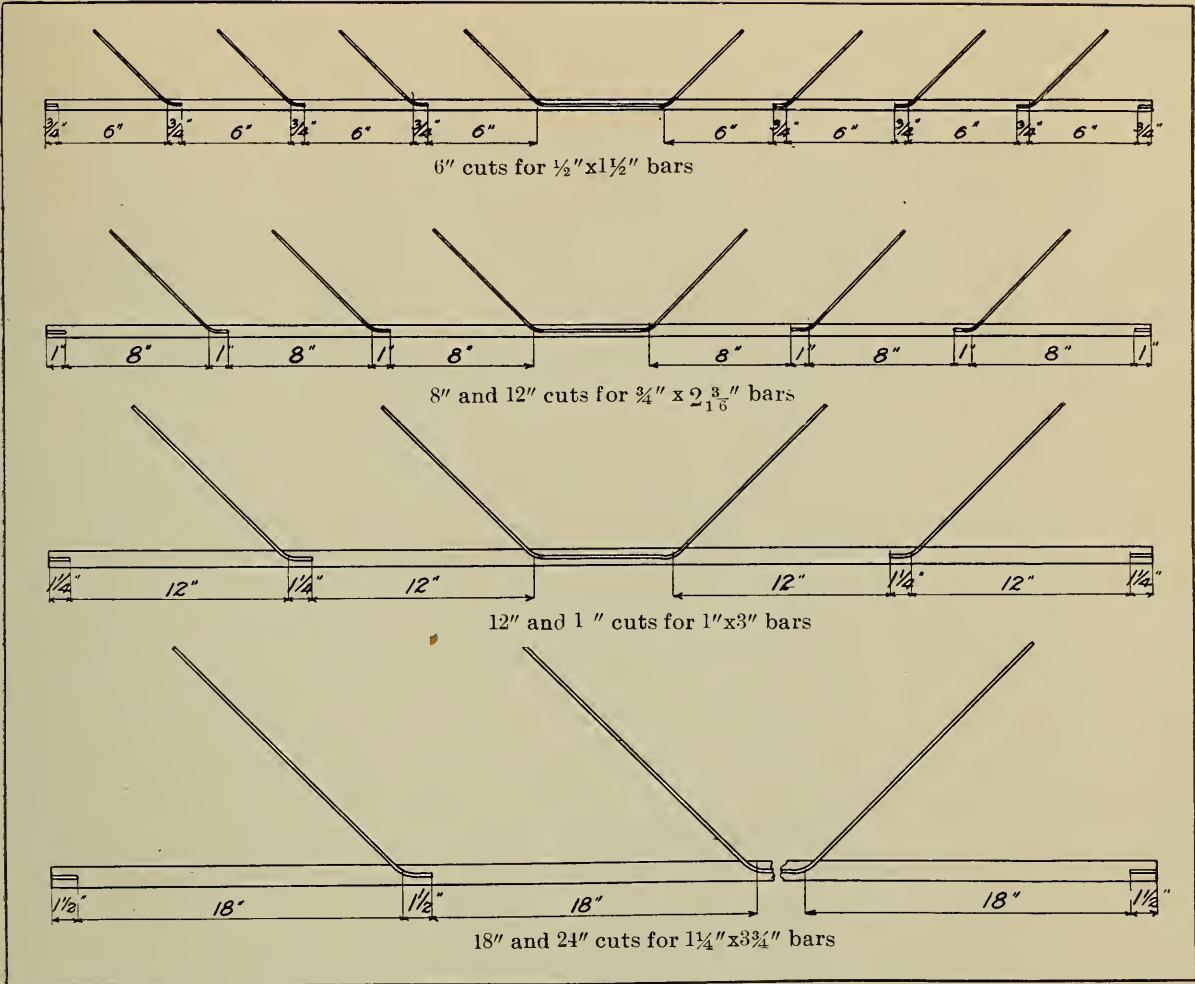 3/4" 6" 3/4" 6" 3/4" 6" 3/4" 6" 6" 3/4" 6" 3/4" 6" 3/4" 6" 3/4"
6″ cuts for ½″x1½″ bars
1" 8" 1" 8" 1" 8" 8" 1" 8" 1" 8" 1"
8″ and 12″ cuts for ¾″ x 2 3/16″ bars
1¼" 12" 1¼" 12" 12" 1¼" 12" 1¼"
12″ and 1 ″ cuts for 1″x3″ bars
1½" 18" 1½" 18" 18" 1½"
18″ and 24″ cuts for 1¼″x3¾″ bars